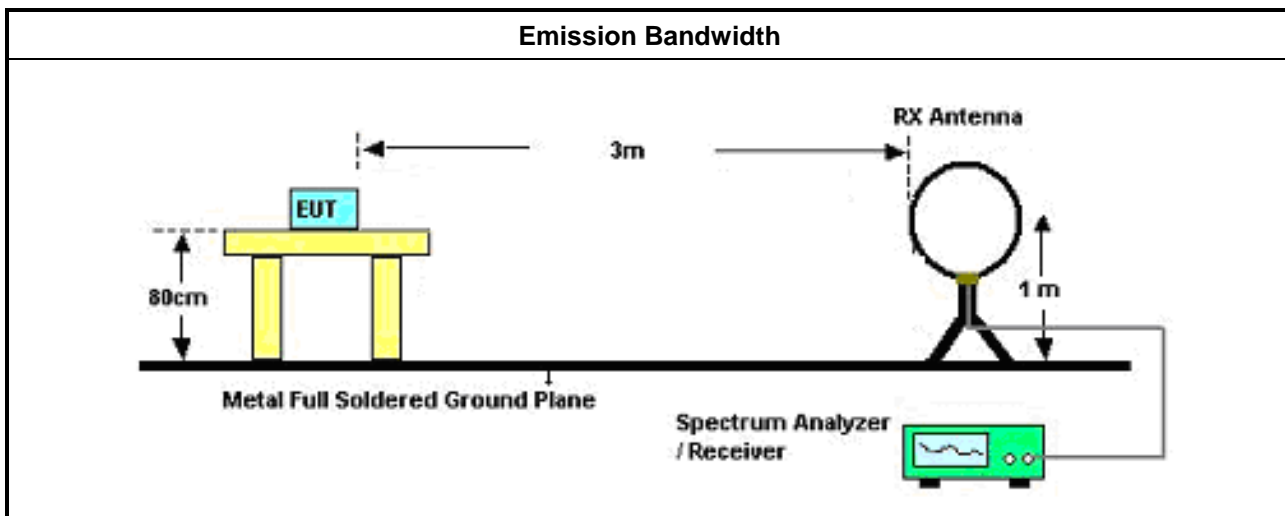 Emission Bandwidth
RX Antenna
3m
EUT
80cm
1 m
Metal Full Soldered Ground Plane
Spectrum Analyzer
/ Receiver